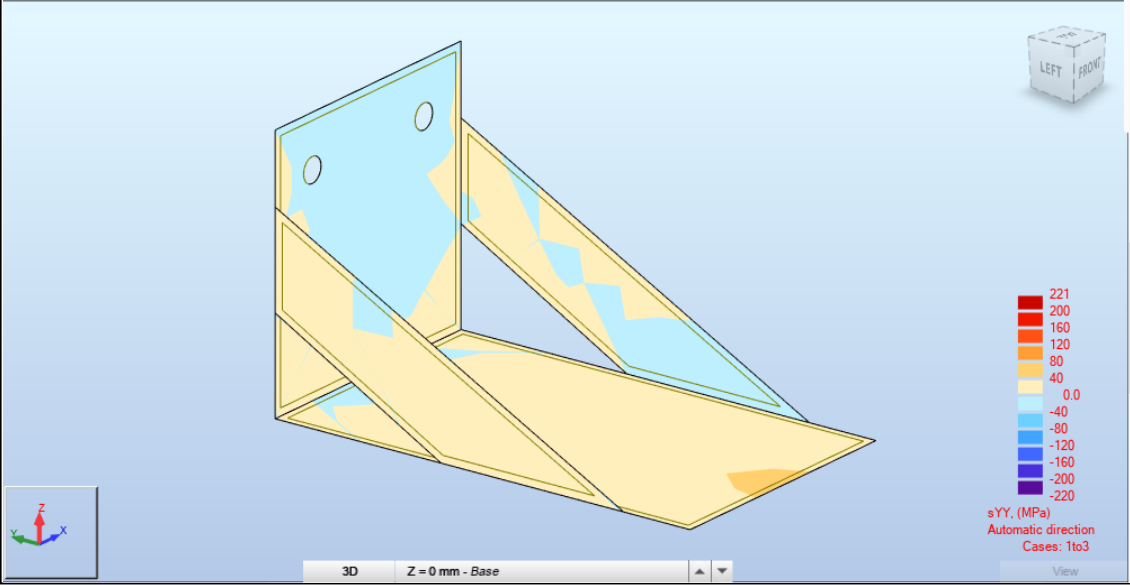 LEFT
FRONT
221
200
160
120
80
40
0.0
-40
-80
-120
-160
-200
-220
sYY, (MPa)
Automatic direction
Cases: 1to3
Z
Y
X
3D
Z = 0 mm - Base
View